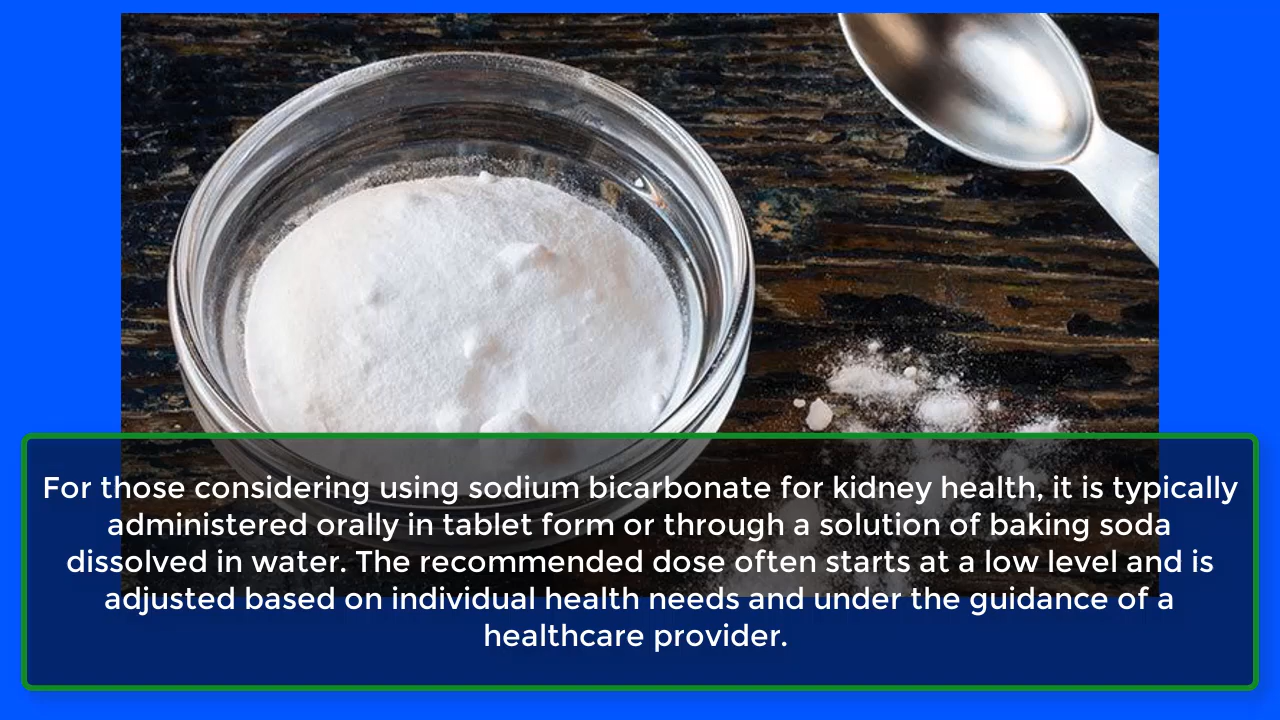 For those considering using sodium bicarbonate for kidney health, it is typically
administered orally in tablet form or through a solution of baking soda
dissolved in water. The recommended dose often starts at a low level and is
adjusted based on individual health needs and under the guidance of a
healthcare provider.